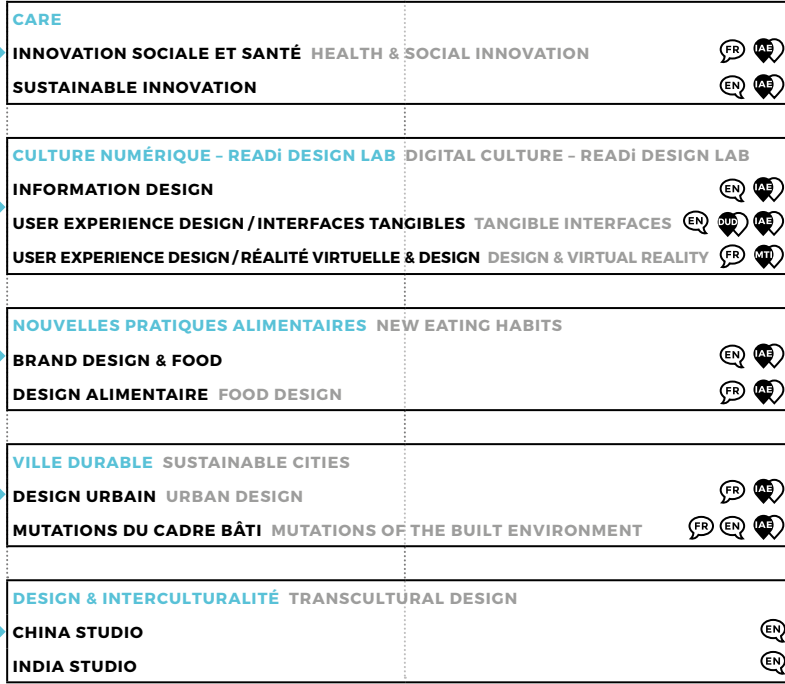 CARE
INNOVATION SOCIALE ET SANTÉ HEALTH & SOCIAL INNOVATION FR IAE
SUSTAINABLE INNOVATION EN IAE
CULTURE NUMÉRIQUE – READi DESIGN LAB DIGITAL CULTURE – READi DESIGN LAB
INFORMATION DESIGN EN IAE
USER EXPERIENCE DESIGN / INTERFACES TANGIBLES TANGIBLE INTERFACES EN DUD IAE
USER EXPERIENCE DESIGN / RÉALITÉ VIRTUELLE & DESIGN DESIGN & VIRTUAL REALITY FR MTI
NOUVELLES PRATIQUES ALIMENTAIRES NEW EATING HABITS
BRAND DESIGN & FOOD EN IAE
DESIGN ALIMENTAIRE FOOD DESIGN FR IAE
VILLE DURABLE SUSTAINABLE CITIES
DESIGN URBAIN URBAN DESIGN FR IAE
MUTATIONS DU CADRE BÂTI MUTATIONS OF THE BUILT ENVIRONMENT FR EN IAE
DESIGN & INTERCULTURALITÉ TRANSCULTURAL DESIGN
CHINA STUDIO EN
INDIA STUDIO EN